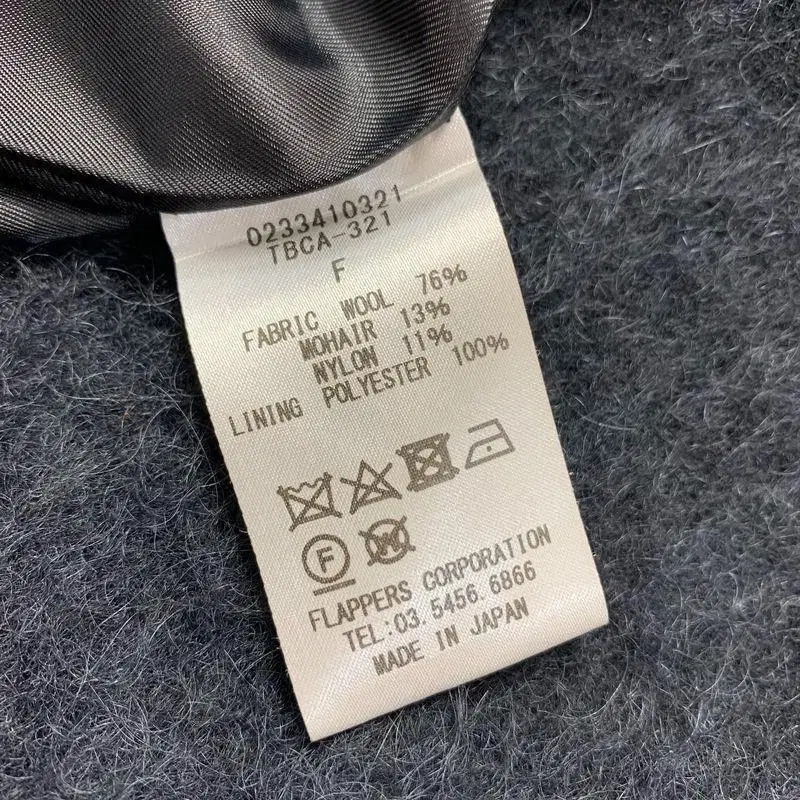 0233410321
TBCA-321
F
FABRIC WOOL 76%
MOHAIR 13%
NYLON 11%
LINING POLYESTER 100%
F W
FLAPPERS CORPORATION
TEL:03.5456.6866
MADE IN JAPAN